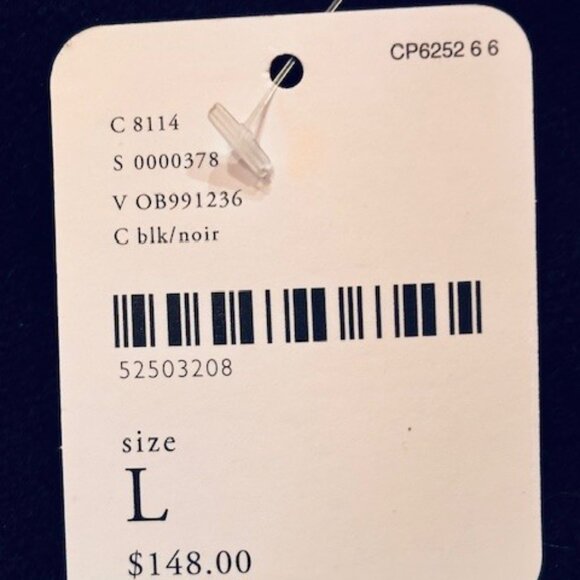 CP6252 6 6
C 8114
S 0000378
V OB991236
C blk/noir
52503208
size
L
$148.00